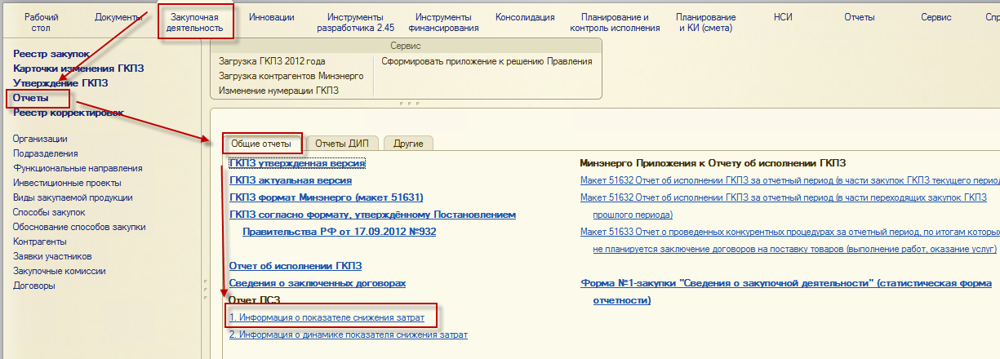 Рабочий стол
Документы
Закупочная деятельность
Инновации
Инструменты разработчика 2.45
Инструменты финансирования
Консолидация
Планирование и контроль исполнения
Планирование и КИ (смета)
НСИ
Отчеты
Сервис
Спр
Реестр закупок
Карточки изменения ГКПЗ
Утверждение ГКПЗ
Отчеты
Реестр корректировок
Организации
Подразделения
Функциональные направления
Инвестиционные проекты
Виды закупаемой продукции
Способы закупок
Обоснование способов закупки
Контрагенты
Заявки участников
Закупочные комиссии
Договоры
Сервис
Загрузка ГКПЗ 2012 года
Сформировать приложение к решению Правления
Загрузка контрагентов Минэнерго
Изменение нумерации ГКПЗ
Общие отчеты
Отчеты ДИП
Другие
ГКПЗ утвержденная версия
ГКПЗ актуальная версия
ГКПЗ формат Минэнерго (макет 51631)
ГКПЗ согласно формату, утверждённому Постановлением
Правительства РФ от 17.09.2012 №932
Отчет об исполнении ГКПЗ
Сведения о заключенных договорах
Отчет ПСЗ
1. Информация о показателе снижения затрат
2. Информация о динамике показателя снижения затрат
Минэнерго Приложения к Отчету об исполнении ГКПЗ
Макет 51632 Отчет об исполнении ГКПЗ за отчетный период (в части закупок ГКПЗ текущего период
Макет 51632 Отчет об исполнении ГКПЗ за отчетный период (в части переходящих закупок ГКПЗ
прошлого периода)
Макет 51633 Отчет о проведенных конкурентных процедурах за отчетный период, по итогам которых
не планируется заключение договоров на поставку товаров (выполнение работ, оказание услуг)
Форма №1-закупки "Сведения о закупочной деятельности" (статистическая форма
отчетности)